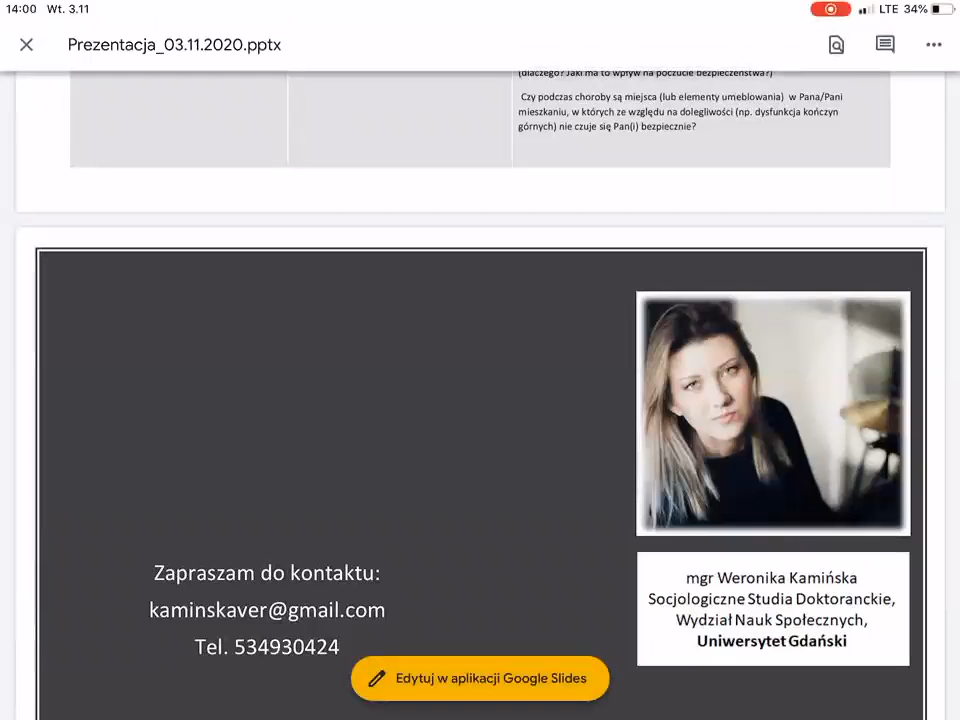 14:00 Wt. 3.11
LTE 34%
Prezentacja_03.11.2020.pptx
(dlaczego? Jaki ma to wpływ na poczucie bezpieczeństwa?)
Czy podczas choroby są miejsca (lub elementy umeblowania) w Pana/Pani
mieszkaniu, w których ze względu na dolegliwości (np. dysfunkcja kończyn
górnych) nie czuje się Pan(i) bezpiecznie?
Zapraszam do kontaktu:
kaminskaver@gmail.com
Tel. 534930424
mgr Weronika Kamińska
Socjologiczne Studia Doktoranckie,
Wydział Nauk Społecznych,
Uniwersytet Gdański
Edytuj w aplikacji Google Slides